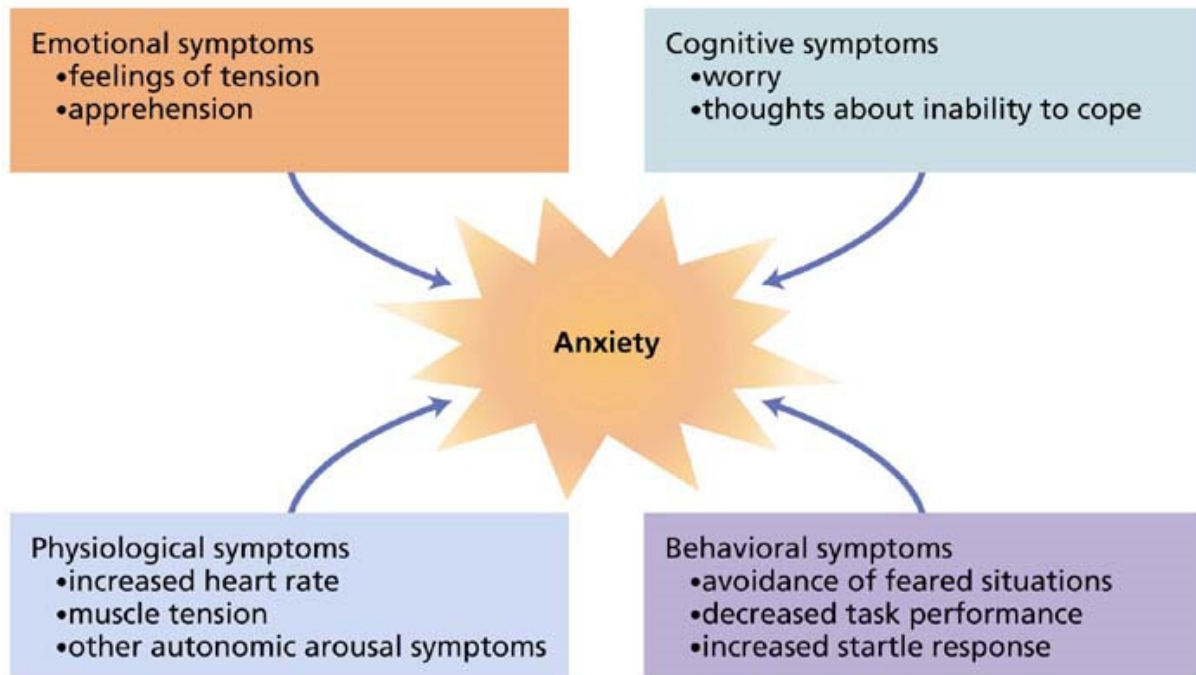 Emotional symptoms
•feelings of tension
•apprehension
Cognitive symptoms
•worry
•thoughts about inability to cope
Anxiety
Physiological symptoms
•increased heart rate
•muscle tension
•other autonomic arousal symptoms
Behavioral symptoms
•avoidance of feared situations
•decreased task performance
•increased startle response